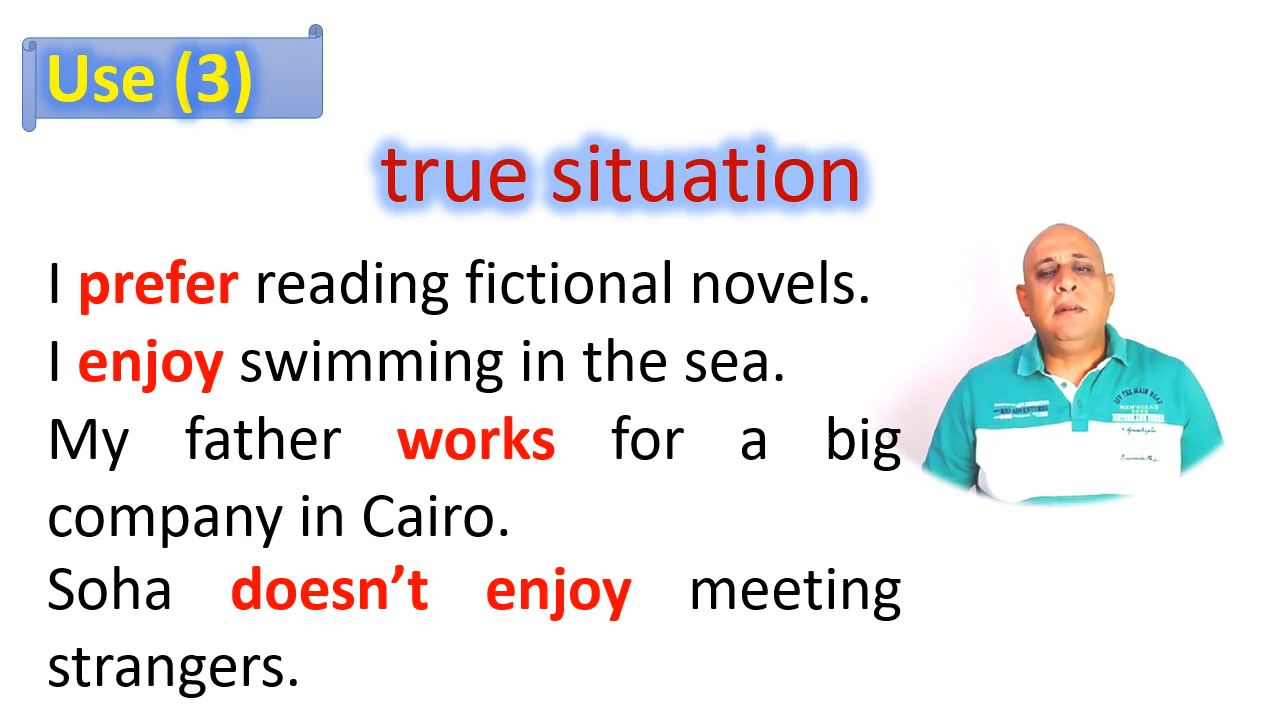 Use (3)
true situation
I prefer reading fictional novels.
I enjoy swimming in the sea.
My father works for a big
company in Cairo.
Soha doesn’t enjoy meeting
strangers.